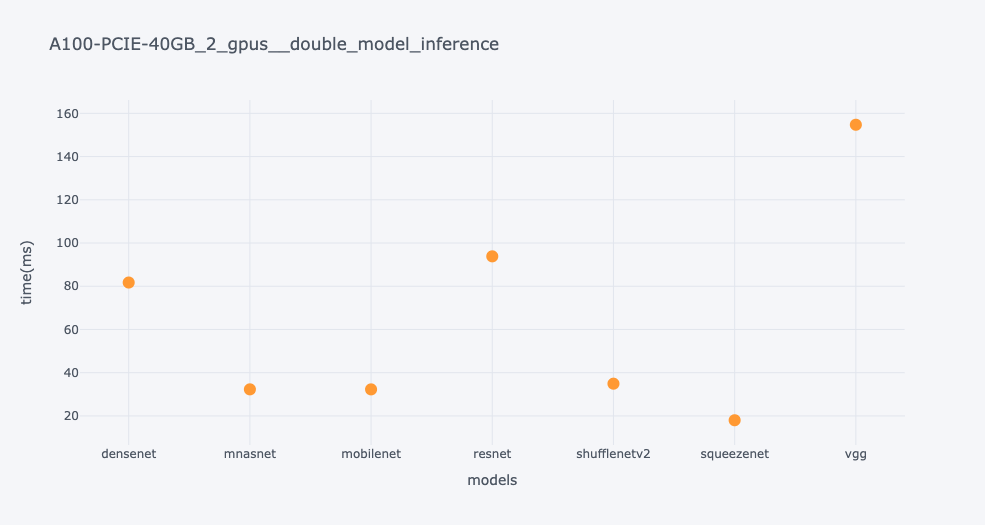 A100-PCIE-40GB_2_gpus__double_model_inference
160
140
120
100
80
60
40
20
time(ms)
densenet mnasnet mobilenet resnet shufflenetv2 squeezenet vgg
models